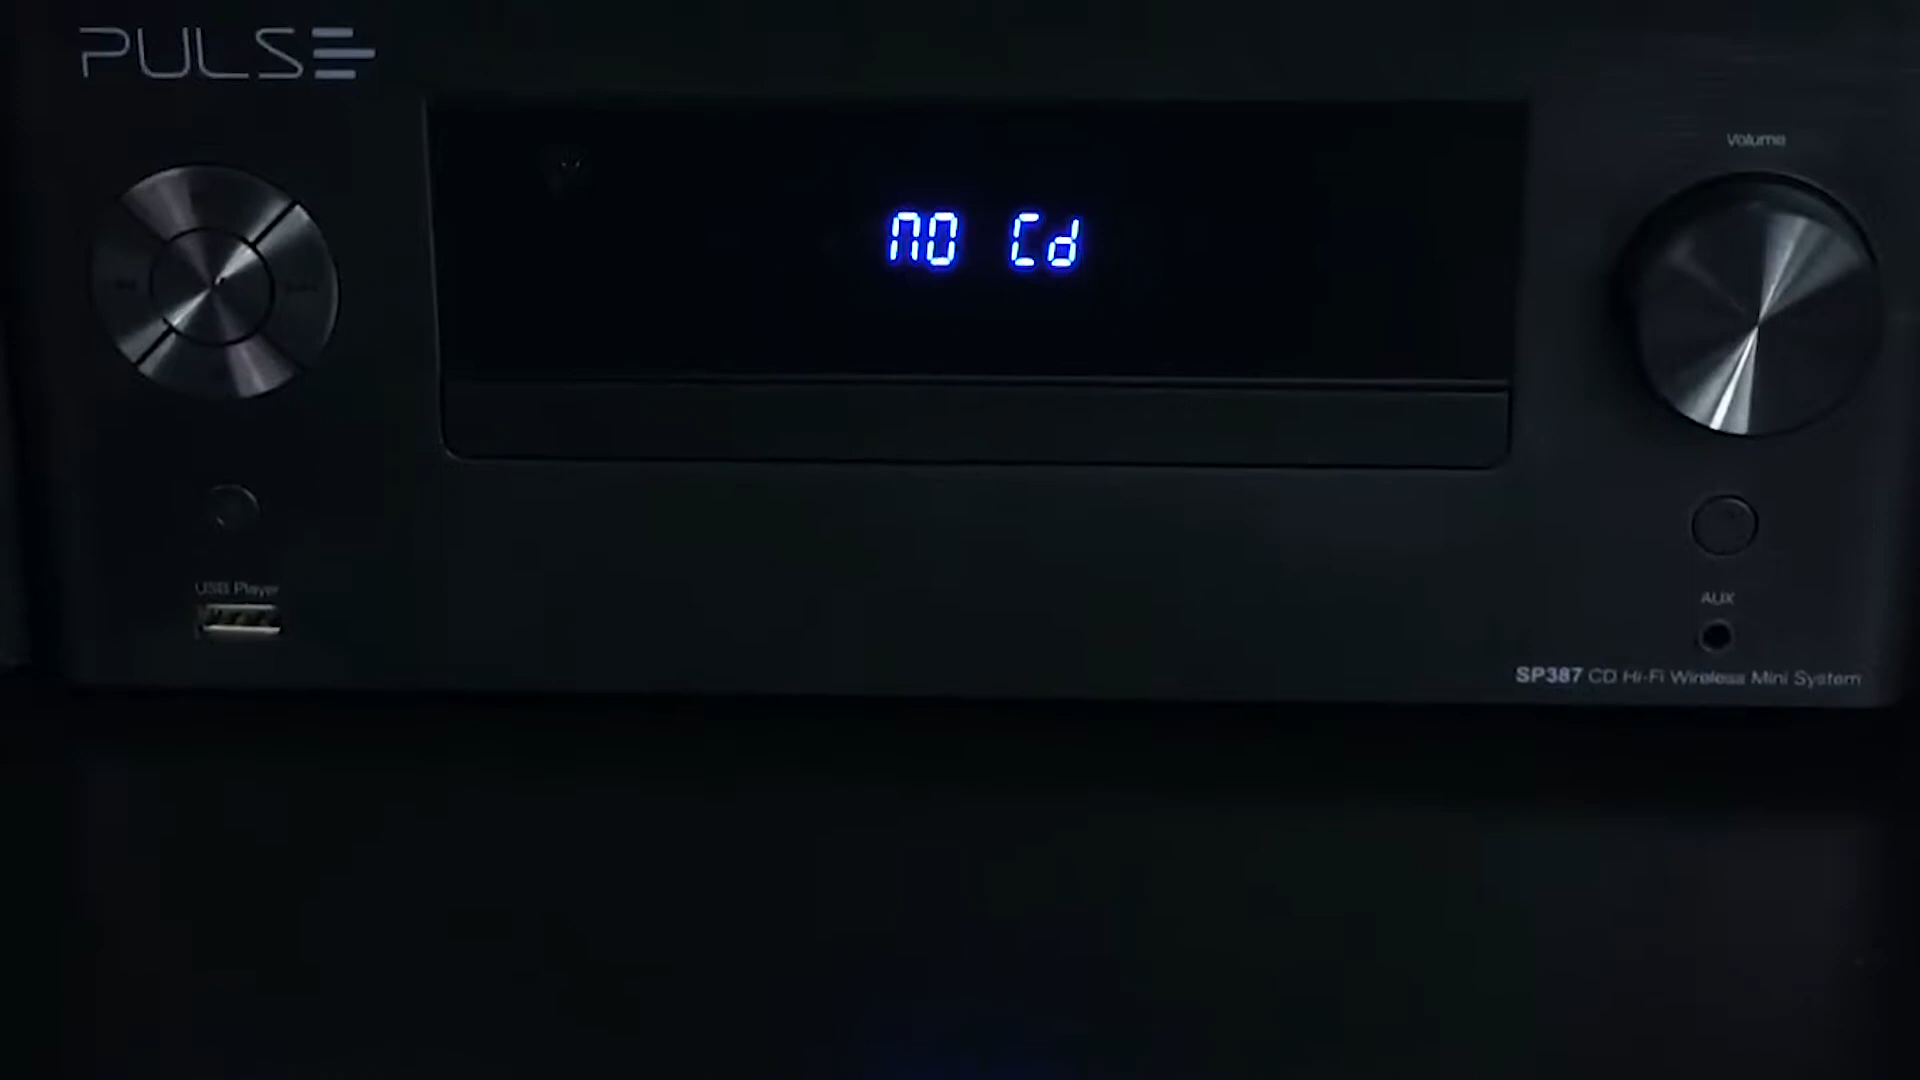 PULSE
Volume
NO Cd
USB Player
AUX
SP387 CD Hi-Fi Wireless Mini System